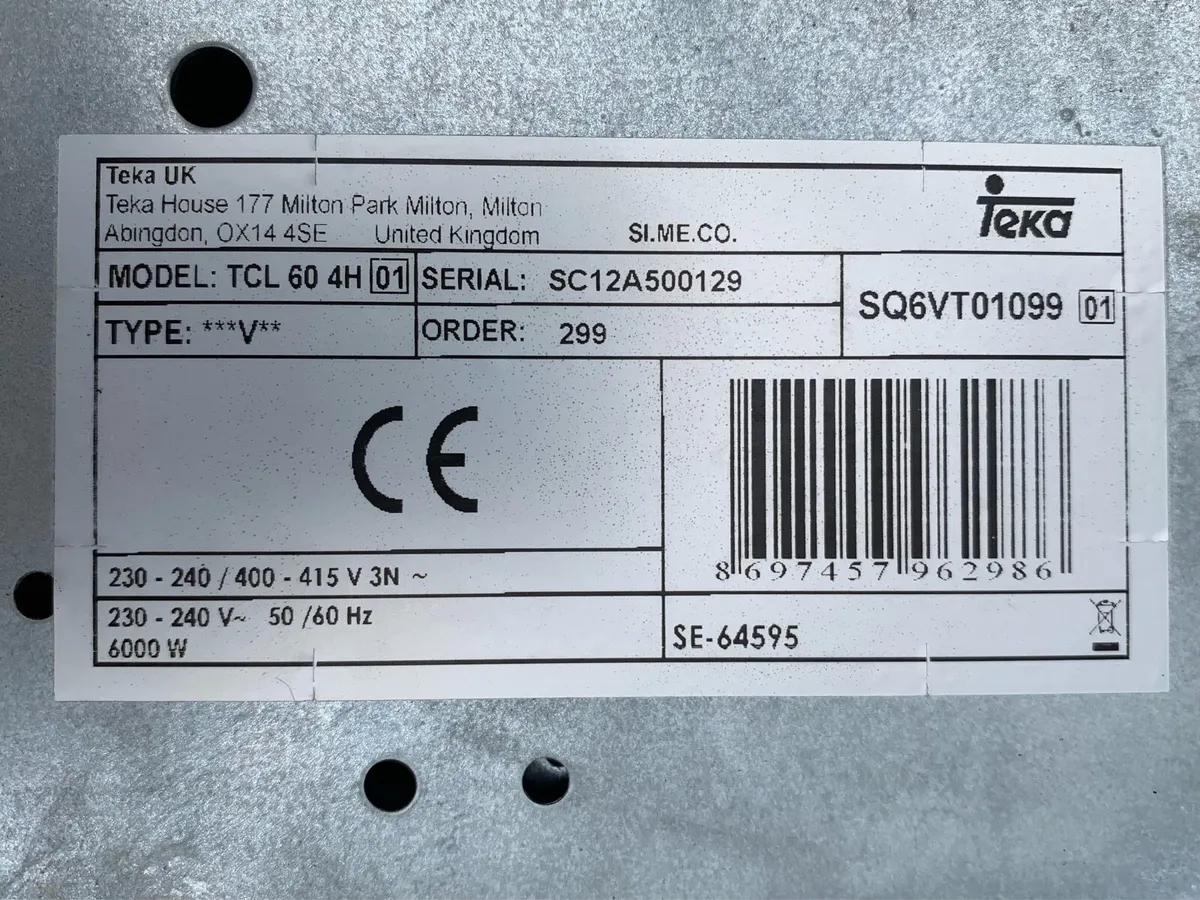 Teka UK
Teka House 177 Milton Park Milton, Milton
Abingdon, OX14 4SE United Kingdom SI.ME.CO.
Teka
MODEL: TCL 60 4H 01 SERIAL: SC12A500129
SQ6VT01099 01
TYPE: ***V** ORDER: 299
CE
8 697457 962986
230 - 240 / 400 - 415 V 3N ~
230 - 240 V~ 50 /60 Hz
6000 W
SE-64595